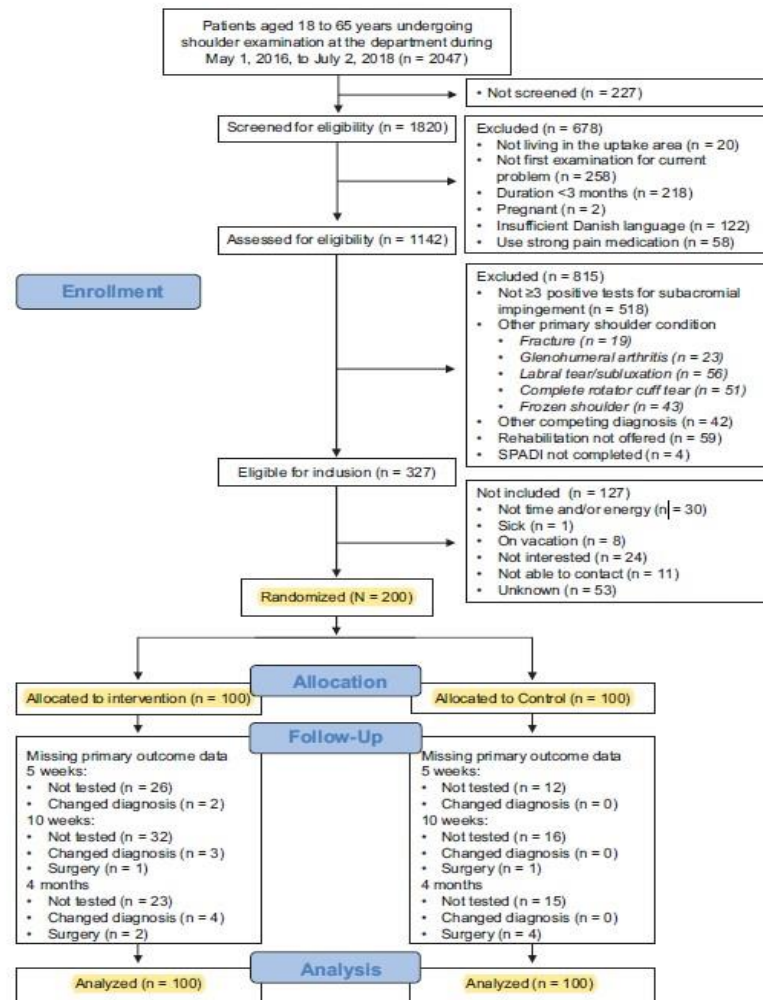 Patients aged 18 to 65 years undergoing
shoulder examination at the department during
May 1, 2016, to July 2, 2018 (n = 2047)
• Not screened (n = 227)
Screened for eligibility (n = 1820)
Excluded (n = 678)
• Not living in the uptake area (n = 20)
• Not first examination for current
problem (n = 258)
• Duration <3 months (n = 218)
• Pregnant (n = 2)
• Insufficient Danish language (n = 122)
• Use strong pain medication (n = 58)
Assessed for eligibility (n = 1142)
Enrollment
Excluded (n = 815)
• Not ≥3 positive tests for subacromial
impingement (n = 518)
• Other primary shoulder condition
• Fracture (n = 19)
• Glenohumeral arthritis (n = 23)
• Labral tear/subluxation (n = 56)
• Complete rotator cuff tear (n = 51)
• Frozen shoulder (n = 43)
• Other competing diagnosis (n = 42)
• Rehabilitation not offered (n = 59)
• SPADI not completed (n = 4)
Eligible for inclusion (n = 327)
Not included (n = 127)
• Not time and/or energy (n = 30)
• Sick (n = 1)
• On vacation (n = 8)
• Not interested (n = 24)
• Not able to contact (n = 11)
• Unknown (n = 53)
Randomized (N = 200)
Allocation
Allocated to intervention (n = 100)
Allocated to Control (n = 100)
Follow-Up
Missing primary outcome data
5 weeks:
• Not tested (n = 26)
• Changed diagnosis (n = 2)
10 weeks:
• Not tested (n = 32)
• Changed diagnosis (n = 3)
• Surgery (n = 1)
4 months
• Not tested (n = 23)
• Changed diagnosis (n = 4)
• Surgery (n = 2)
Missing primary outcome data
5 weeks:
• Not tested (n = 12)
• Changed diagnosis (n = 0)
10 weeks:
• Not tested (n = 16)
• Changed diagnosis (n = 0)
• Surgery (n = 1)
4 months
• Not tested (n = 15)
• Changed diagnosis (n = 0)
• Surgery (n = 4)
Analysis
Analyzed (n = 100)
Analyzed (n = 100)